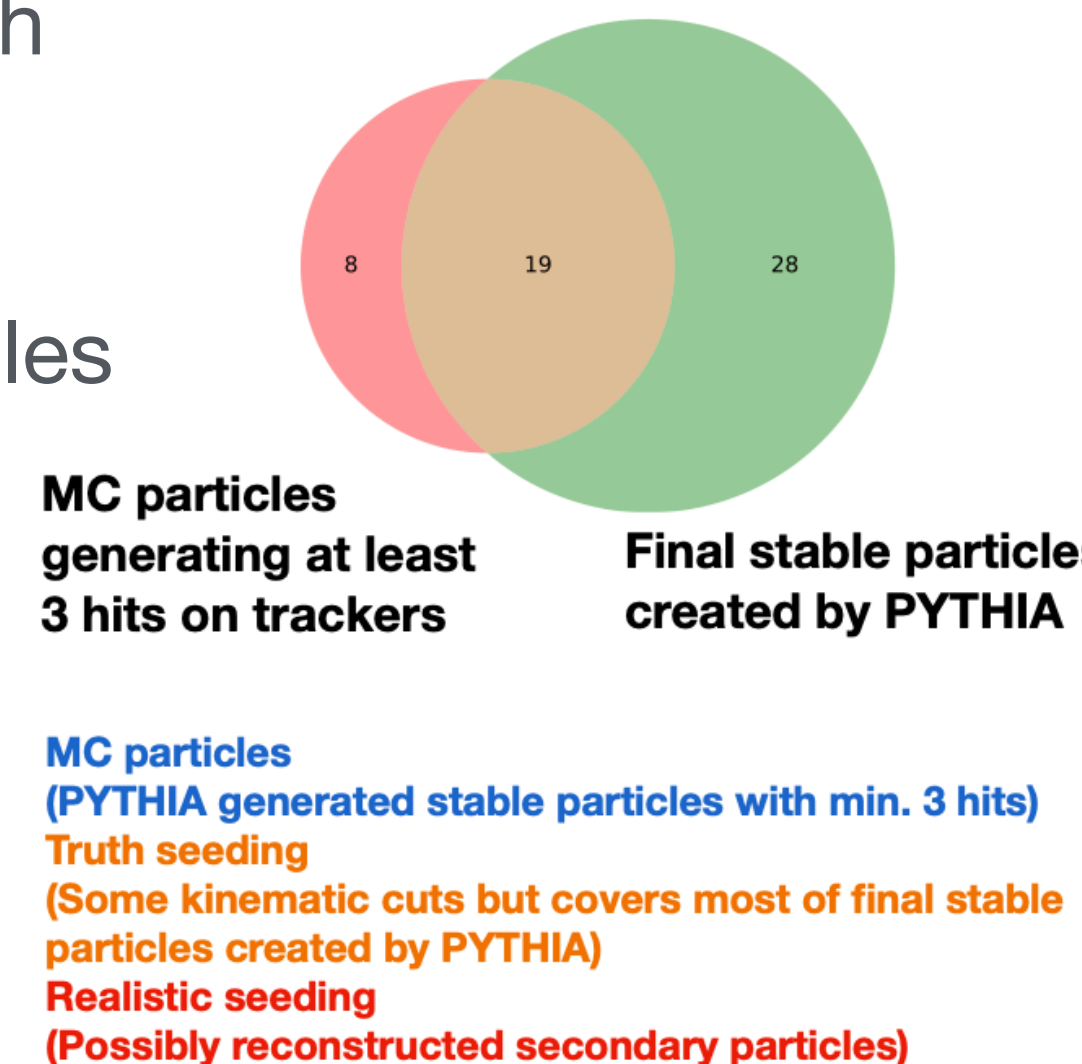 h
8
19
28
les
MC particles
generating at least
3 hits on trackers
Final stable particle
created by PYTHIA
MC particles
(PYTHIA generated stable particles with min. 3 hits)
Truth seeding
(Some kinematic cuts but covers most of final stable
particles created by PYTHIA)
Realistic seeding
(Possibly reconstructed secondary particles)